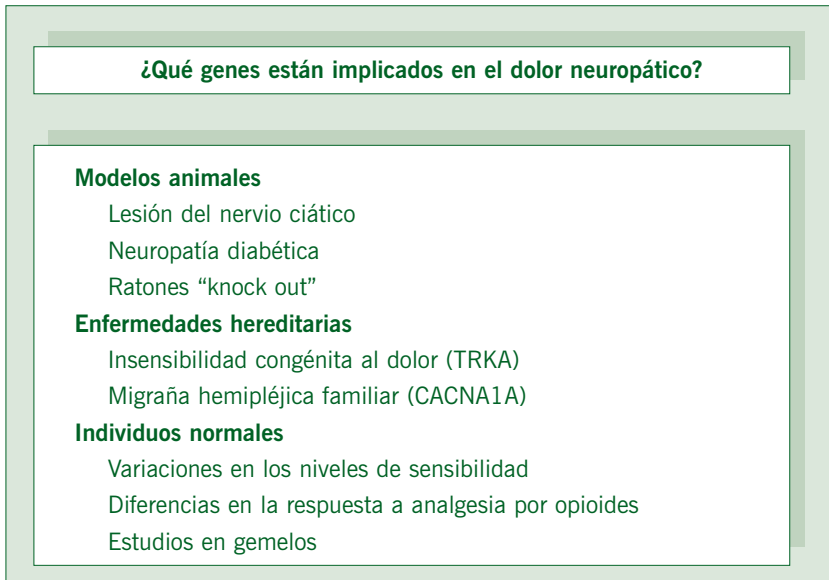 ¿Qué genes están implicados en el dolor neuropático?
Modelos animales
Lesión del nervio ciático
Neuropatía diabética
Ratones “knock out”
Enfermedades hereditarias
Insensibilidad congénita al dolor (TRKA)
Migraña hemipléjica familiar (CACNA1A)
Individuos normales
Variaciones en los niveles de sensibilidad
Diferencias en la respuesta a analgesia por opioides
Estudios en gemelos